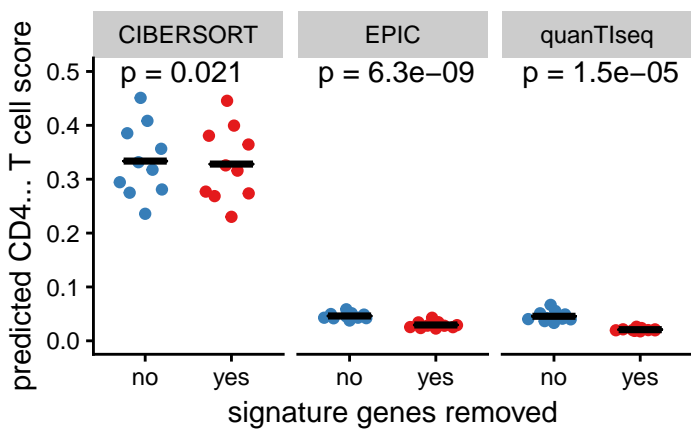 CIBERSORT EPIC quanTIseq
p = 0.021 p = 6.3e−09 p = 1.5e−05
predicted CD4... T cell score
0.5
0.4
0.3
0.2
0.1
0.0
no yes no yes no yes
signature genes removed